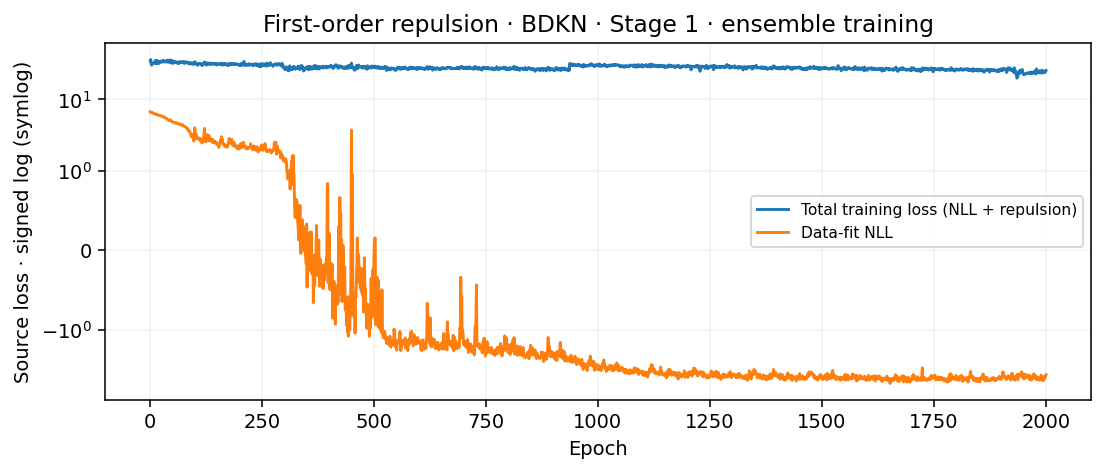 First-order repulsion · BDKN · Stage 1 · ensemble training
Source loss · signed log (symlog)
10¹
10⁰
0
−10⁰
Total training loss (NLL + repulsion)
Data-fit NLL
0 250 500 750 1000 1250 1500 1750 2000
Epoch